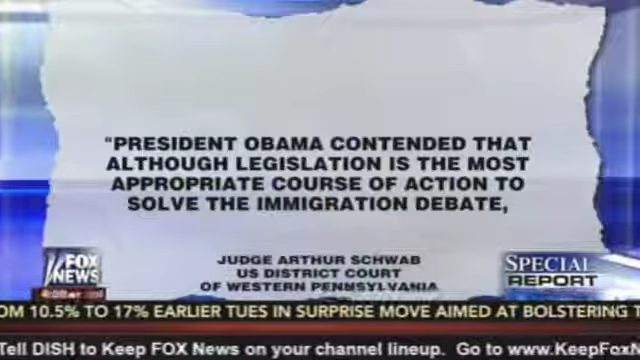 "PRESIDENT OBAMA CONTENDED THAT
ALTHOUGH LEGISLATION IS THE MOST
APPROPRIATE COURSE OF ACTION TO
SOLVE THE IMMIGRATION DEBATE,
JUDGE ARTHUR SCHWAB
US DISTRICT COURT
OF WESTERN PENNSYLVANIA
FOX
NEWS
SPECIAL
REPORT
OM 10.5% TO 17% EARLIER TUES IN SURPRISE MOVE AIMED AT BOLSTERING T
Tell DISH to Keep FOX News on your channel lineup. Go to www.KeepFoxN